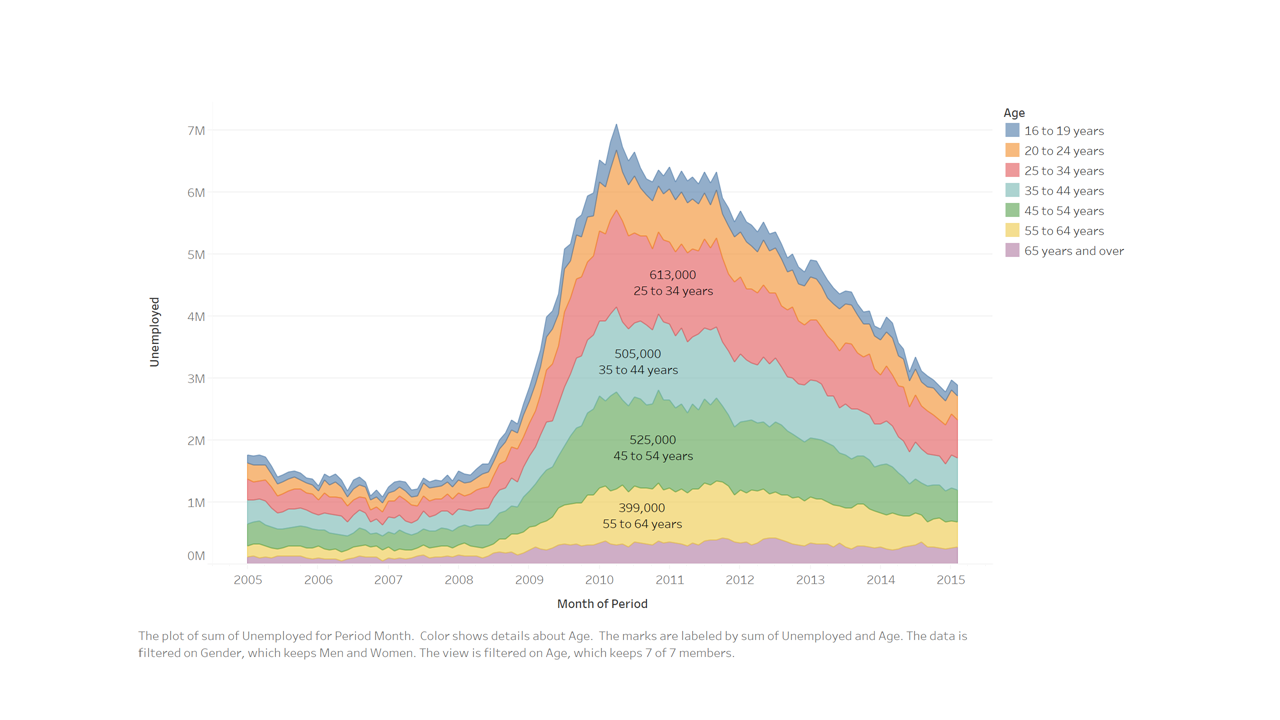 Age
16 to 19 years
20 to 24 years
25 to 34 years
35 to 44 years
45 to 54 years
55 to 64 years
65 years and over
7M
6M
5M
4M
3M
2M
1M
0M
Unemployed
613,000
25 to 34 years
505,000
35 to 44 years
525,000
45 to 54 years
399,000
55 to 64 years
2005 2006 2007 2008 2009 2010 2011 2012 2013 2014 2015
Month of Period
The plot of sum of Unemployed for Period Month.  Color shows details about Age.  The marks are labeled by sum of Unemployed and Age. The data is
filtered on Gender, which keeps Men and Women. The view is filtered on Age, which keeps 7 of 7 members.